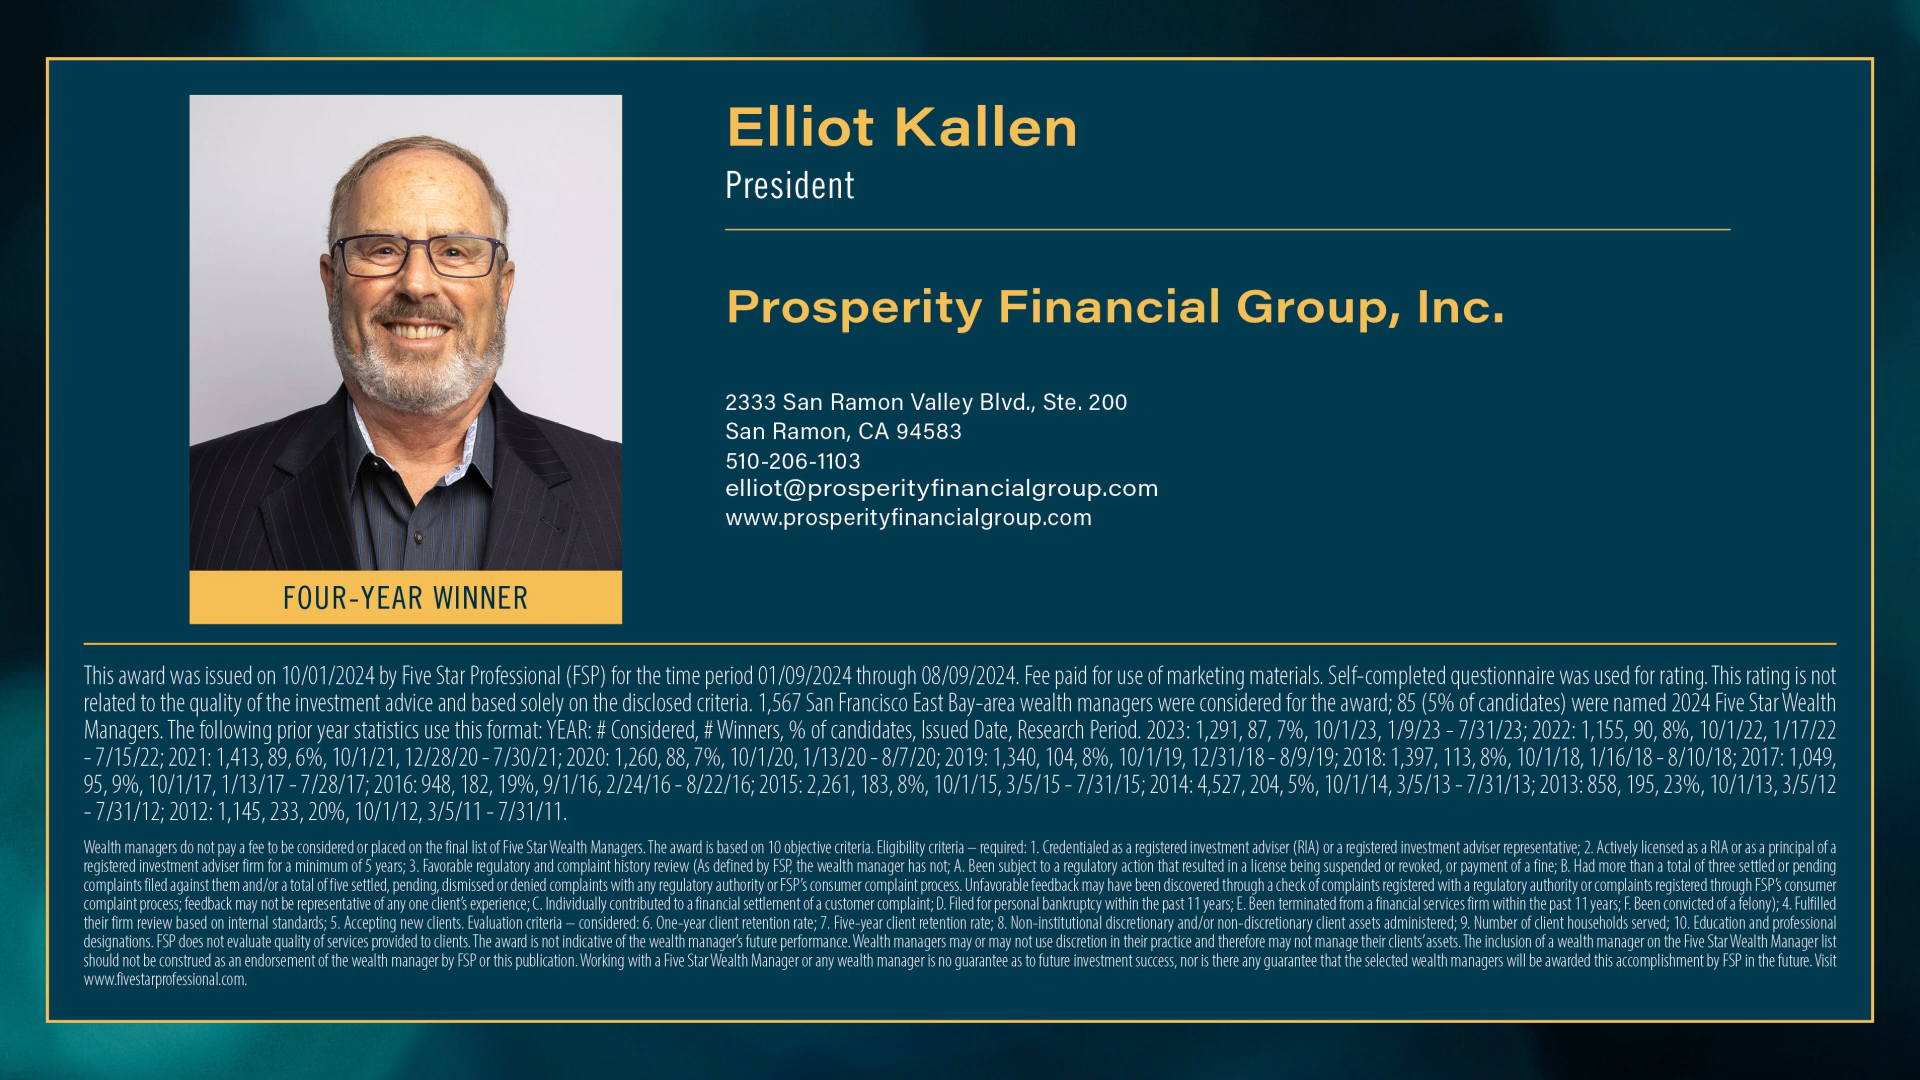 Elliot Kallen
President
Prosperity Financial Group, Inc.
2333 San Ramon Valley Blvd., Ste. 200
San Ramon, CA 94583
510-206-1103
elliot@prosperityfinancialgroup.com
www.prosperityfinancialgroup.com
FOUR-YEAR WINNER
This award was issued on 10/01/2024 by Five Star Professional (FSP) for the time period 01/09/2024 through 08/09/2024. Fee paid for use of marketing materials. Self-completed questionnaire was used for rating. This rating is not
related to the quality of the investment advice and based solely on the disclosed criteria. 1,567 San Francisco East Bay-area wealth managers were considered for the award; 85 (5% of candidates) were named 2024 Five Star Wealth
Managers. The following prior year statistics use this format: YEAR: # Considered, # Winners, % of candidates, Issued Date, Research Period. 2023: 1,291, 87, 7%, 10/1/23, 1/9/23 - 7/31/23; 2022: 1,155, 90, 8%, 10/1/22, 1/17/22
- 7/15/22; 2021: 1,413, 89, 6%, 10/1/21, 12/28/20 - 7/30/21; 2020: 1,260, 88, 7%, 10/1/20, 1/13/20 - 8/7/20; 2019: 1,340, 104, 8%, 10/1/19, 12/31/18 - 8/9/19; 2018: 1,397, 113, 8%, 10/1/18, 1/16/18 - 8/10/18; 2017: 1,049,
95, 9%, 10/1/17, 1/13/17 - 7/28/17; 2016: 948, 182, 19%, 9/1/16, 2/24/16 - 8/22/16; 2015: 2,261, 183, 8%, 10/1/15, 3/5/15 - 7/31/15; 2014: 4,527, 204, 5%, 10/1/14, 3/5/13 - 7/31/13; 2013: 858, 195, 23%, 10/1/13, 3/5/12
- 7/31/12; 2012: 1,145, 233, 20%, 10/1/12, 3/5/11 - 7/31/11.
Wealth managers do not pay a fee to be considered or placed on the final list of Five Star Wealth Managers. The award is based on 10 objective criteria. Eligibility criteria – required: 1. Credentialed as a registered investment adviser (RIA) or a registered investment adviser representative; 2. Actively licensed as a RIA or as a principal of a
registered investment adviser firm for a minimum of 5 years; 3. Favorable regulatory and complaint history review (As defined by FSP, the wealth manager has not; A. Been subject to a regulatory action that resulted in a license being suspended or revoked, or payment of a fine; B. Had more than a total of three settled or pending
complaints filed against them and/or a total of five settled, pending, dismissed or denied complaints with any regulatory authority or FSP's consumer complaint process. Unfavorable feedback may have been discovered through a check of complaints registered with a regulatory authority or complaints registered through FSP's consumer
complaint process; feedback may not be representative of any one client's experience; C. Individually contributed to a financial settlement of a customer complaint; D. Filed for personal bankruptcy within the past 11 years; E. Been terminated from a financial services firm within the past 11 years; F. Been convicted of a felony); 4. Fulfilled
their firm review based on internal standards; 5. Accepting new clients. Evaluation criteria – considered: 6. One-year client retention rate; 7. Five-year client retention rate; 8. Non-institutional discretionary and/or non-discretionary client assets administered; 9. Number of client households served; 10. Education and professional
designations. FSP does not evaluate quality of services provided to clients. The award is not indicative of the wealth manager's future performance. Wealth managers may or may not use discretion in their practice and therefore may not manage their clients' assets. The inclusion of a wealth manager on the Five Star Wealth Manager list
should not be construed as an endorsement of the wealth manager by FSP or this publication. Working with a Five Star Wealth Manager or any wealth manager is no guarantee as to future investment success, nor is there any guarantee that the selected wealth managers will be awarded this accomplishment by FSP in the future. Visit
www.fivestarprofessional.com.